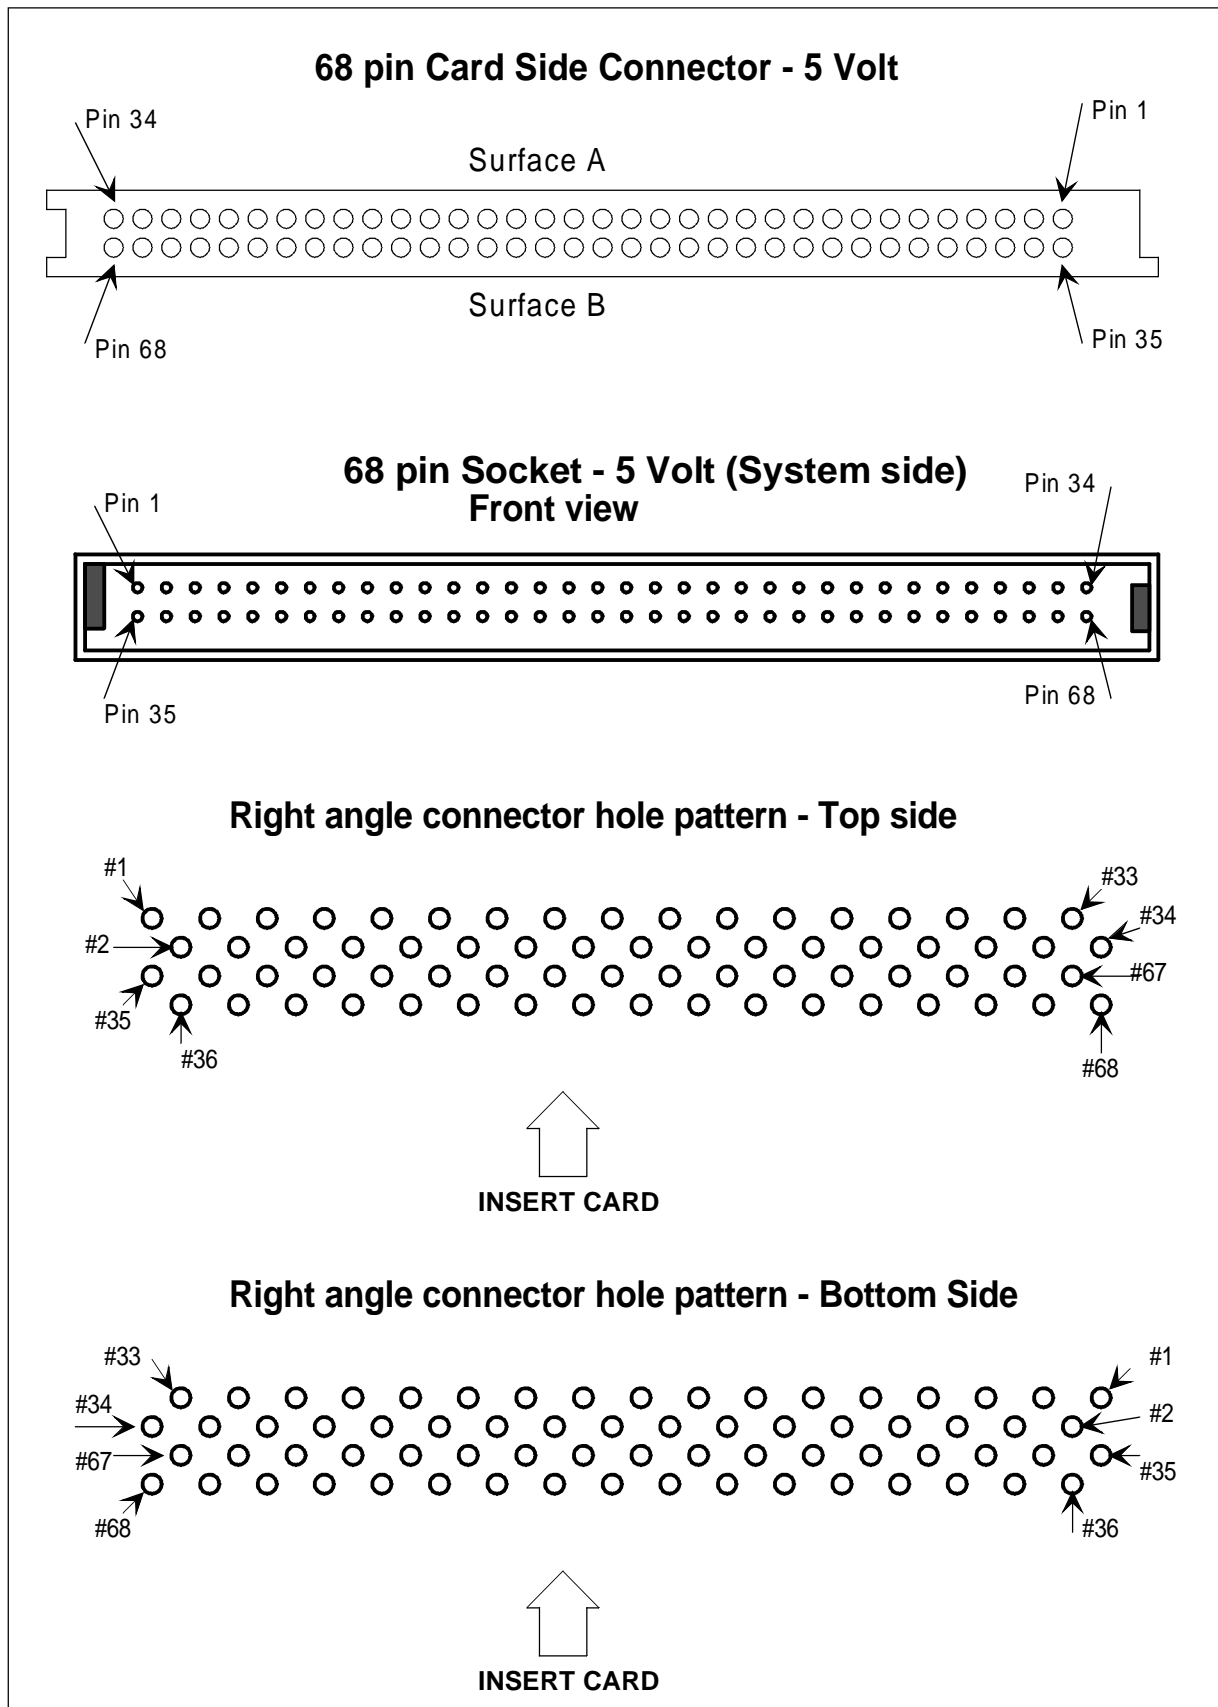 68 pin Card Side Connector - 5 Volt
Pin 34
Pin 1
Surface A
Surface B
Pin 68
Pin 35
68 pin Socket - 5 Volt (System side)
Front view
Pin 1
Pin 34
Pin 35
Pin 68
Right angle connector hole pattern - Top side
#1
#33
#34
#2
#67
#35
#36
#68
INSERT CARD
Right angle connector hole pattern - Bottom Side
#33
#1
#34
#2
#67
#35
#68
#36
INSERT CARD